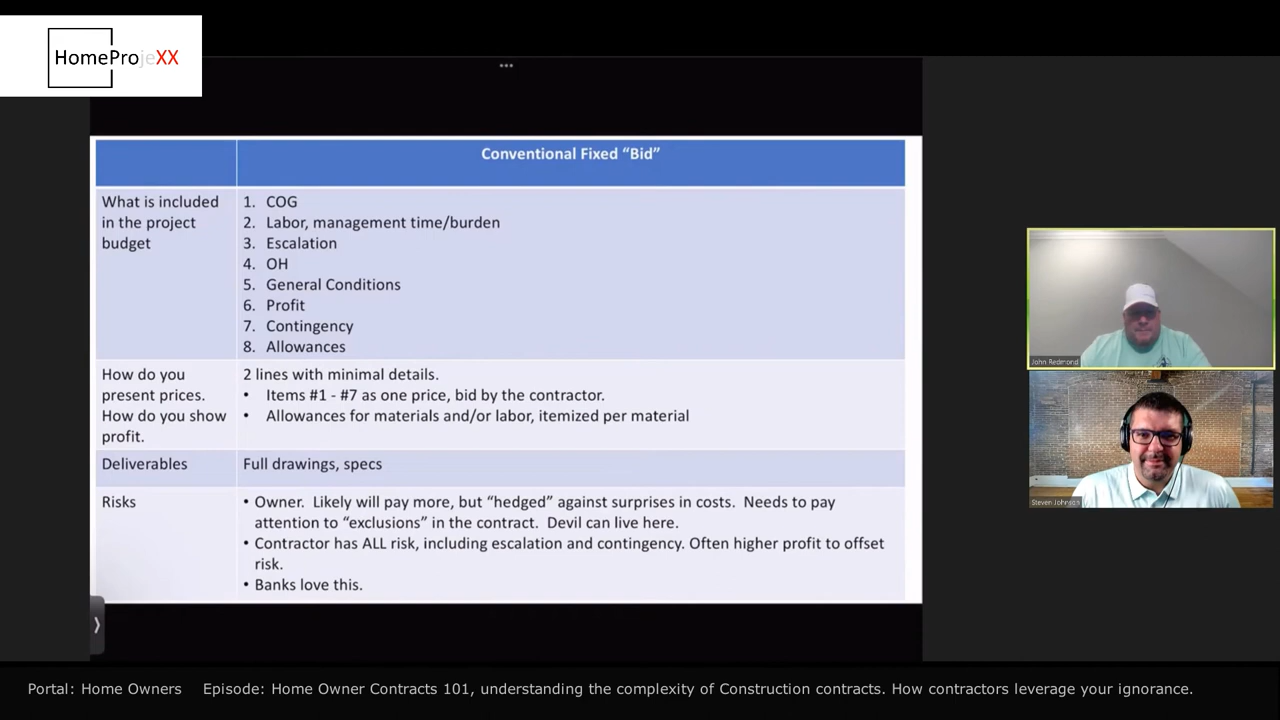 HomeProjeXX
Conventional Fixed “Bid”
What is included
in the project
budget
1. COG
2. Labor, management time/burden
3. Escalation
4. OH
5. General Conditions
6. Profit
7. Contingency
8. Allowances
How do you
present prices.
How do you show
profit.
2 lines with minimal details.
• Items #1 - #7 as one price, bid by the contractor.
• Allowances for materials and/or labor, itemized per material
Deliverables
Full drawings, specs
Risks
• Owner. Likely will pay more, but “hedged” against surprises in costs. Needs to pay
attention to “exclusions” in the contract. Devil can live here.
• Contractor has ALL risk, including escalation and contingency. Often higher profit to offset
risk.
• Banks love this.
John Redmond
Steven Johnson
Portal: Home Owners Episode: Home Owner Contracts 101, understanding the complexity of Construction contracts. How contractors leverage your ignorance.